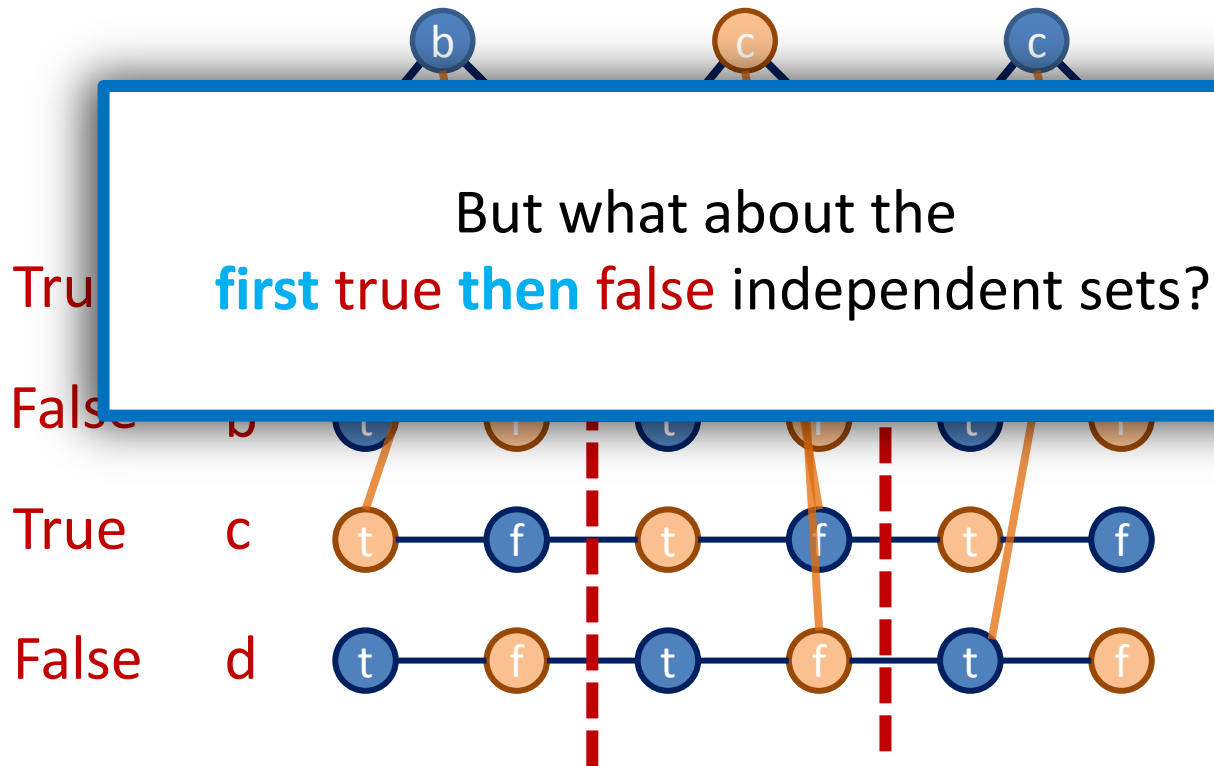 b c c
But what about the
Tru first true then false independent sets?
False b t f t f t f
True c t f t f t f
False d t f t f t f